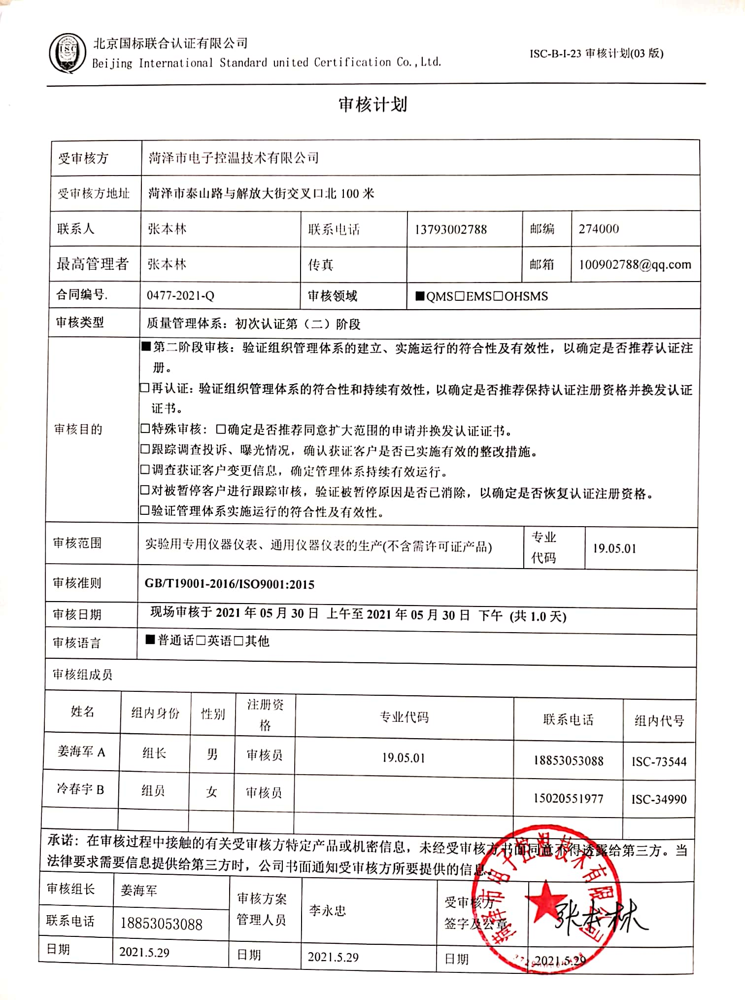 ISC
北京国标联合认证有限公司
Beijing International Standard united Certification Co.,Ltd.
ISC-B-I-23 审核计划(03 版)
审核计划
受审核方 菏泽市电子控温技术有限公司
受审核方地址 菏泽市泰山路与解放大街交叉口北 100 米
联系人 张本林 联系电话 13793002788 邮编 274000
最高管理者 张本林 传真 邮箱 100902788@qq.com
合同编号. 0477-2021-Q 审核领域 ■QMS□EMS□OHSMS
审核类型 质量管理体系：初次认证第（二）阶段
审核目的
■第二阶段审核：验证组织管理体系的建立、实施运行的符合性及有效性，以确定是否推荐认证注
册。
□再认证：验证组织管理体系的符合性和持续有效性，以确定是否推荐保持认证注册资格并换发认证
证书。
□特殊审核：□确定是否推荐同意扩大范围的申请并换发认证证书。
□跟踪调查投诉、曝光情况，确认获证客户是否已实施有效的整改措施。
□调查获证客户变更信息，确定管理体系持续有效运行。
□对被暂停客户进行跟踪审核，验证被暂停原因是否已消除，以确定是否恢复认证注册资格。
□验证管理体系实施运行的符合性及有效性。
审核范围 实验用专用仪器仪表、通用仪器仪表的生产(不含需许可证产品)
专业
代码
19.05.01
审核准则 GB/T19001-2016/ISO9001:2015
审核日期 现场审核于 2021 年 05 月 30 日 上午至 2021 年 05 月 30 日 下午 (共 1.0 天)
审核语言 ■普通话□英语□其他
审核组成员
姓名 组内身份 性别 注册资
格
专业代码 联系电话 组内代号
姜海军 A 组长 男 审核员 19.05.01 18853053088 ISC-73544
冷春宇 B 组员 女 审核员 15020551977 ISC-34990
承诺：在审核过程中接触的有关受审核方特定产品或机密信息，未经受审核方书面同意不得透露给第三方。当
法律要求需要信息提供给第三方时，公司书面通知受审核方所要提供的信息。
审核组长 姜海军
审核方案
管理人员
李永忠
受审核方
签字及公章
张本林
联系电话 18853053088
日期 2021.5.29 日期 2021.5.29 日期 2021.5.29
菏泽市电子控温技术有限公司